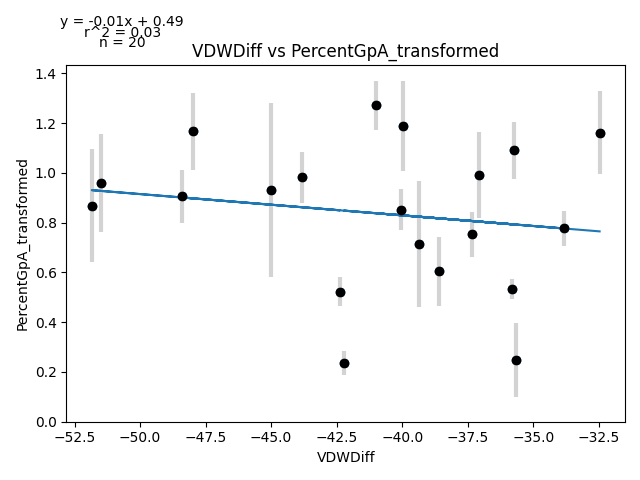 y = -0.01x + 0.49
r^2 = 0.03
n = 20
VDWDiff vs PercentGpA_transformed
1.4
1.2
1.0
0.8
0.6
0.4
0.2
0.0
PercentGpA_transformed
−52.5 −50.0 −47.5 −45.0 −42.5 −40.0 −37.5 −35.0 −32.5
VDWDiff